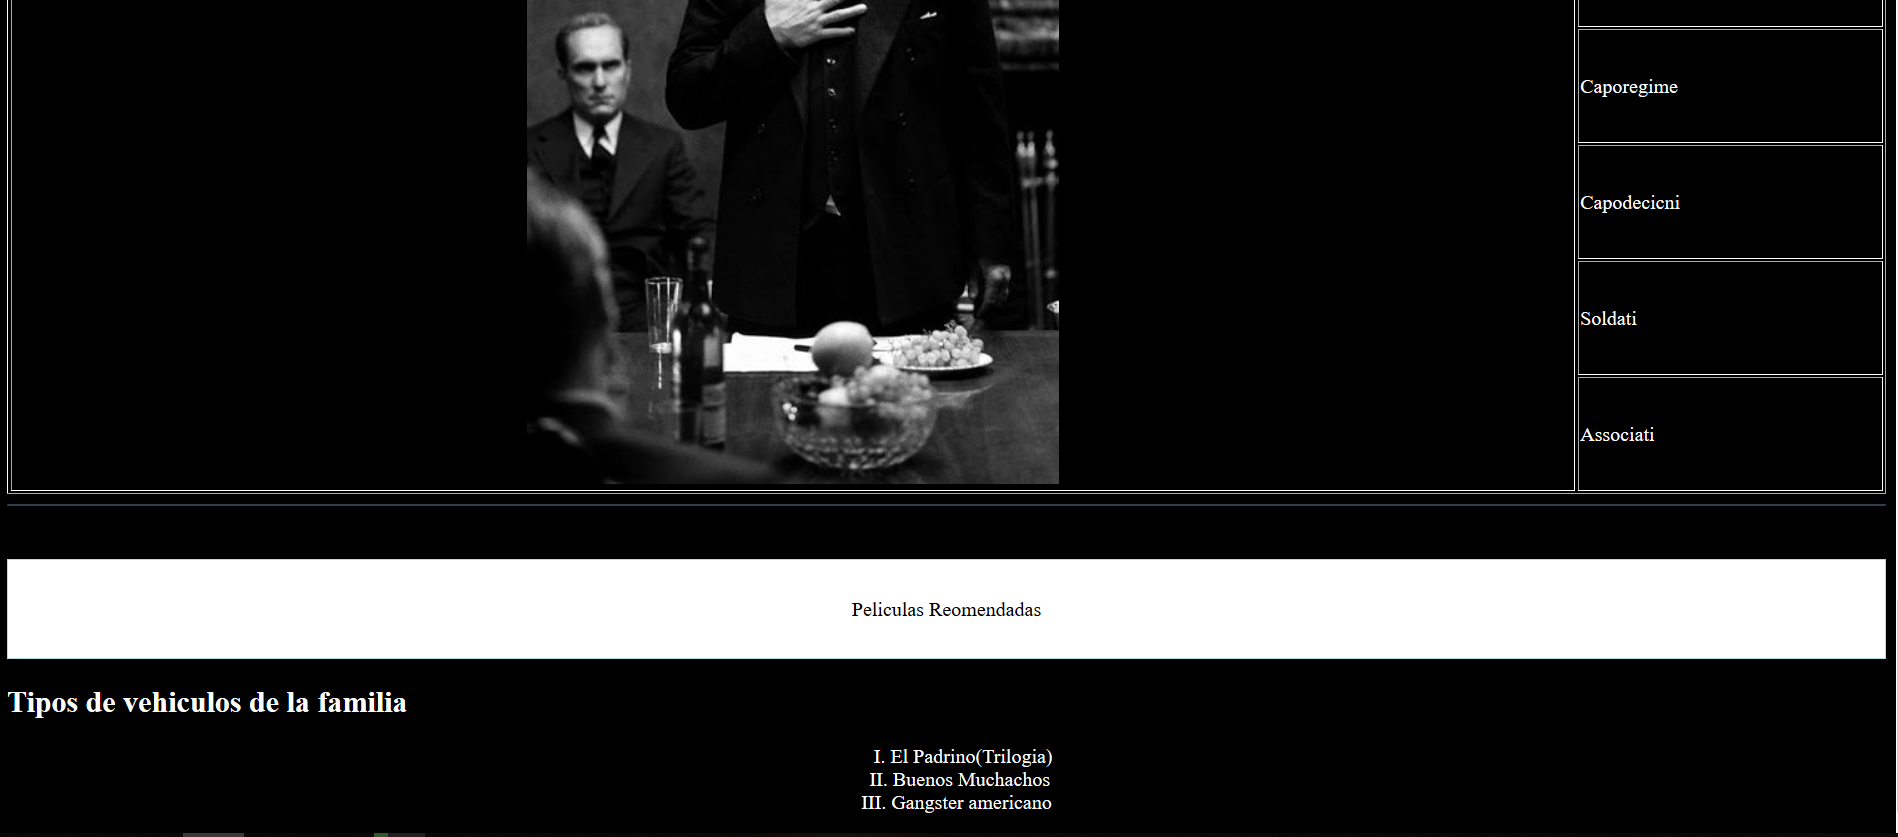 Caporegime
Capodecicni
Soldati
Associati
Peliculas Reomendadas
Tipos de vehiculos de la familia
I. El Padrino(Trilogia)
II. Buenos Muchachos
III. Gangster americano